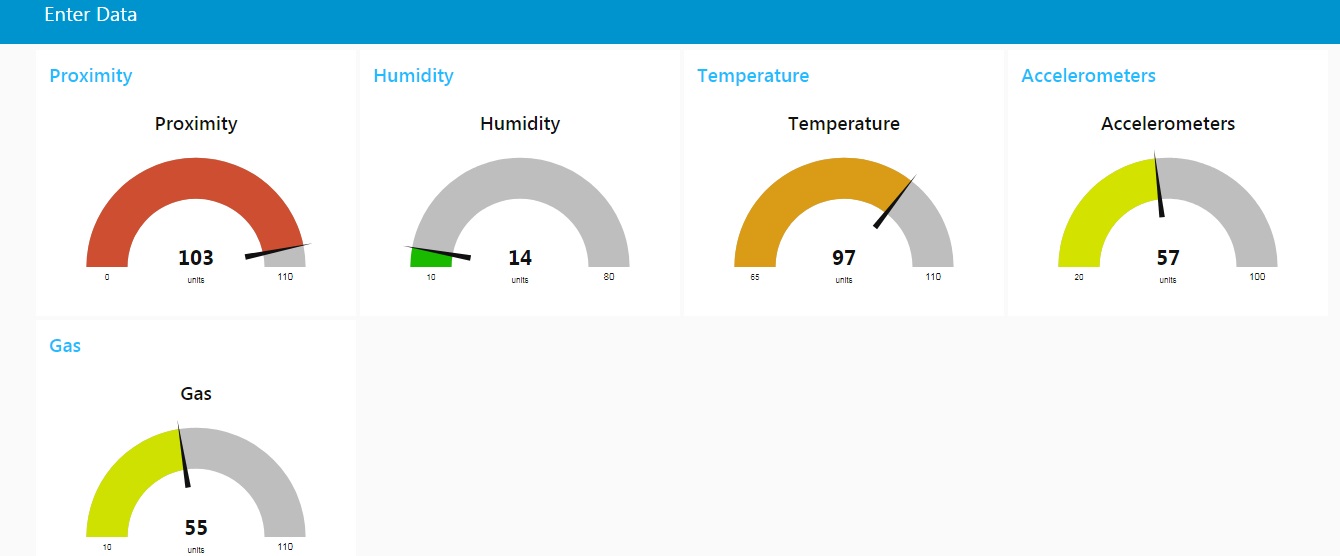 Enter Data
Proximity
Proximity
103
units
0
110
Humidity
Humidity
14
units
10
80
Temperature
Temperature
97
units
65
110
Accelerometers
Accelerometers
57
units
20
100
Gas
Gas
55
units
10
110